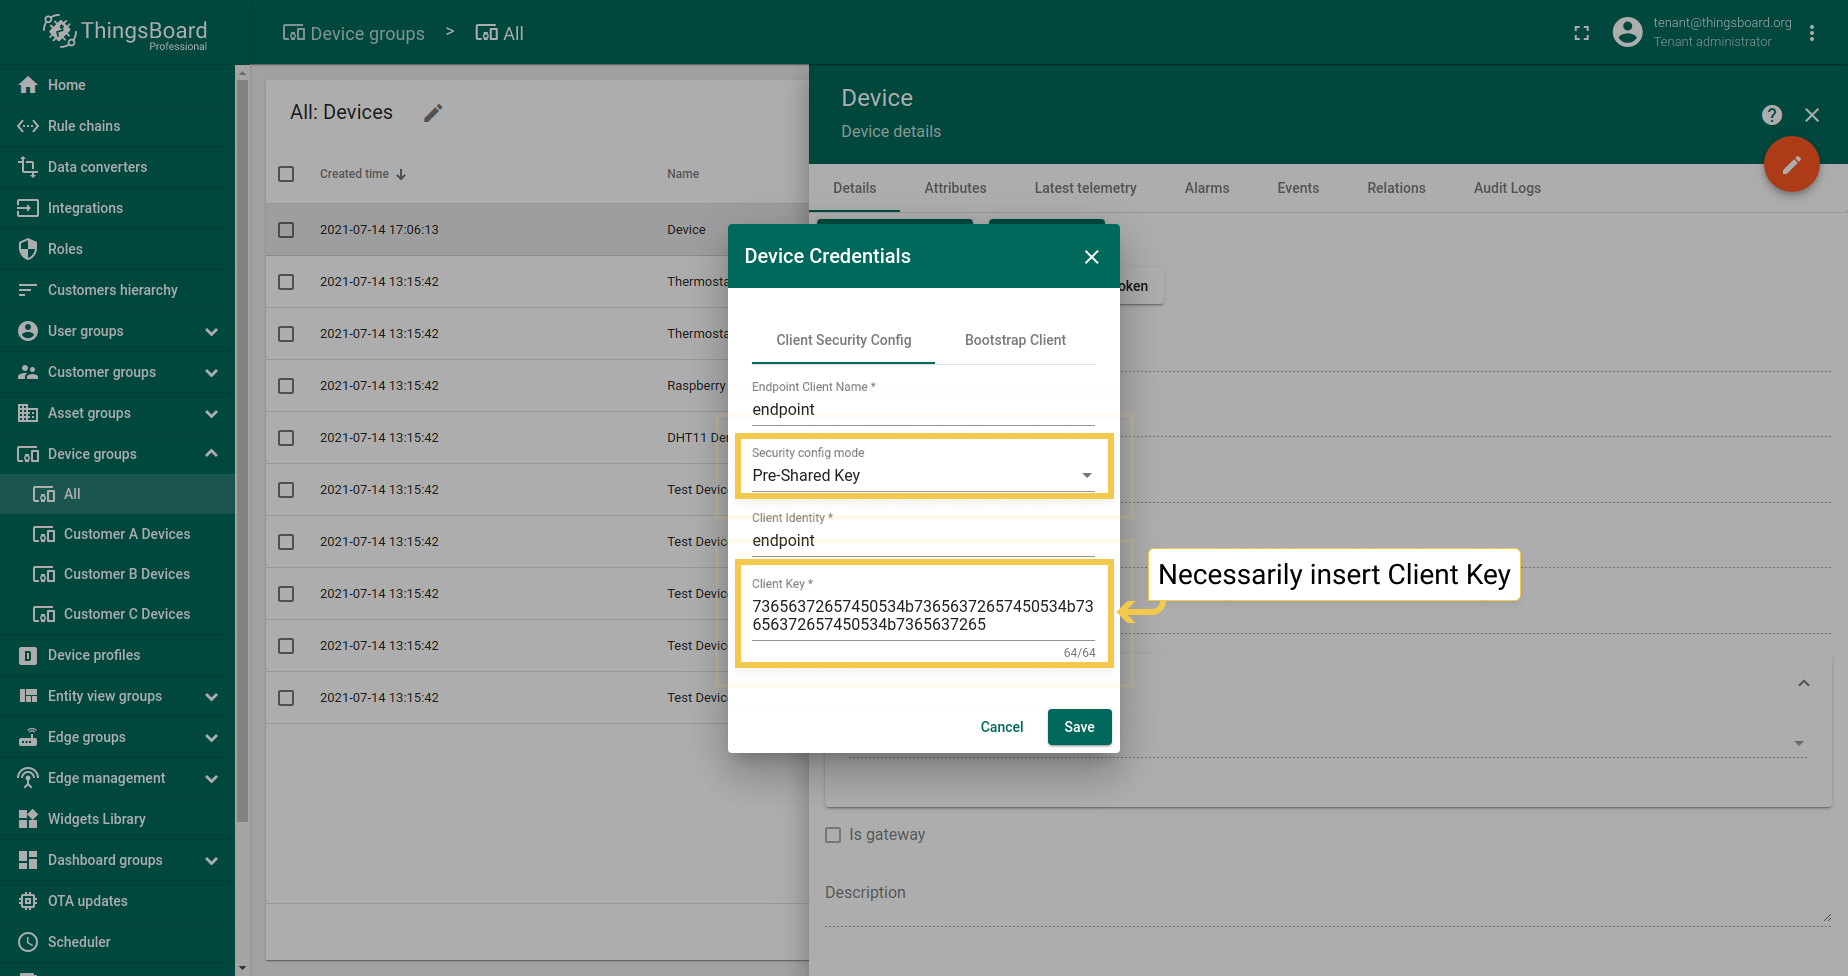 ThingsBoard
Professional
Device groups > All
tenant@thingsboard.org
Tenant administrator
Home
Rule chains
Data converters
Integrations
Roles
Customers hierarchy
User groups
Customer groups
Asset groups
Device groups
All
Customer A Devices
Customer B Devices
Customer C Devices
Device profiles
Entity view groups
Edge groups
Edge management
Widgets Library
Dashboard groups
OTA updates
Scheduler
All: Devices
Created time Name
2021-07-14 17:06:13 Device
2021-07-14 13:15:42 Thermosta
2021-07-14 13:15:42 Thermosta
2021-07-14 13:15:42 Raspberry
2021-07-14 13:15:42 DHT11 De
2021-07-14 13:15:42 Test Devic
2021-07-14 13:15:42 Test Devic
2021-07-14 13:15:42 Test Devic
2021-07-14 13:15:42 Test Devic
2021-07-14 13:15:42 Test Devic
Device
Device details
Details Attributes Latest telemetry Alarms Events Relations Audit Logs
oken
Device Credentials
Client Security Config Bootstrap Client
Endpoint Client Name *
endpoint
Security config mode
Pre-Shared Key
Client Identity *
endpoint
Client Key *
73656372657450534b73656372657450534b73
656372657450534b7365637265
64/64
Cancel Save
Necessarily insert Client Key
Is gateway
Description